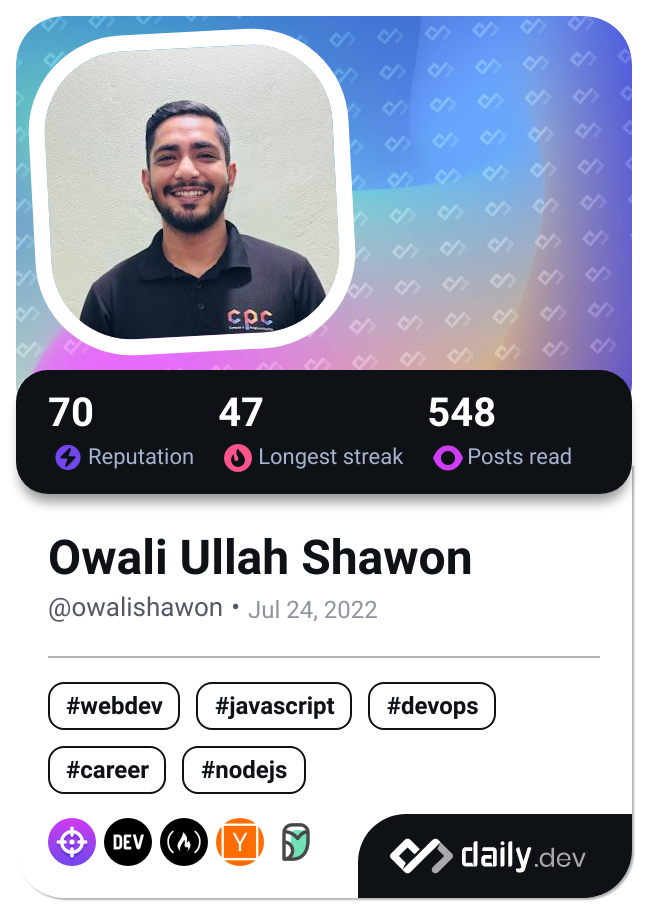 cpc
70 47 548
Reputation Longest streak Posts read
Owali Ullah Shawon
@owalishawon • Jul 24, 2022
#webdev #javascript #devops
#career #nodejs
DEV Y
daily.dev